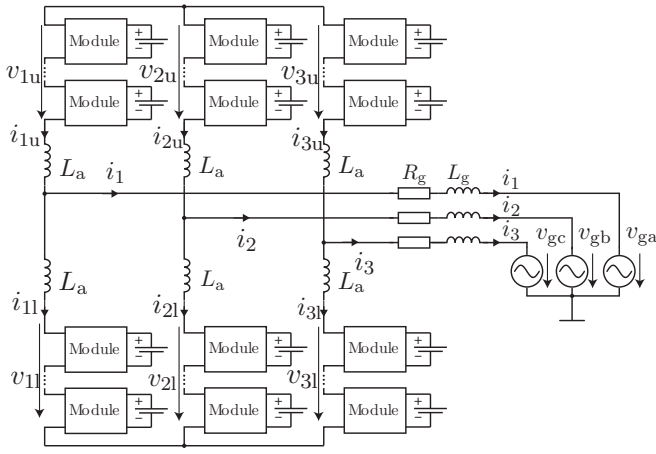 Module + − Module + − Module + −
v1u v2u v3u
Module + − Module + − Module + −
i1u i2u i3u
La La La
i1 Rg Lg i1
i2 i2
i3 i3
vgc vgb vga
La La La
i1l i2l i3l
Module + − Module + − Module + −
v1l v2l v3l
Module + − Module + − Module + −